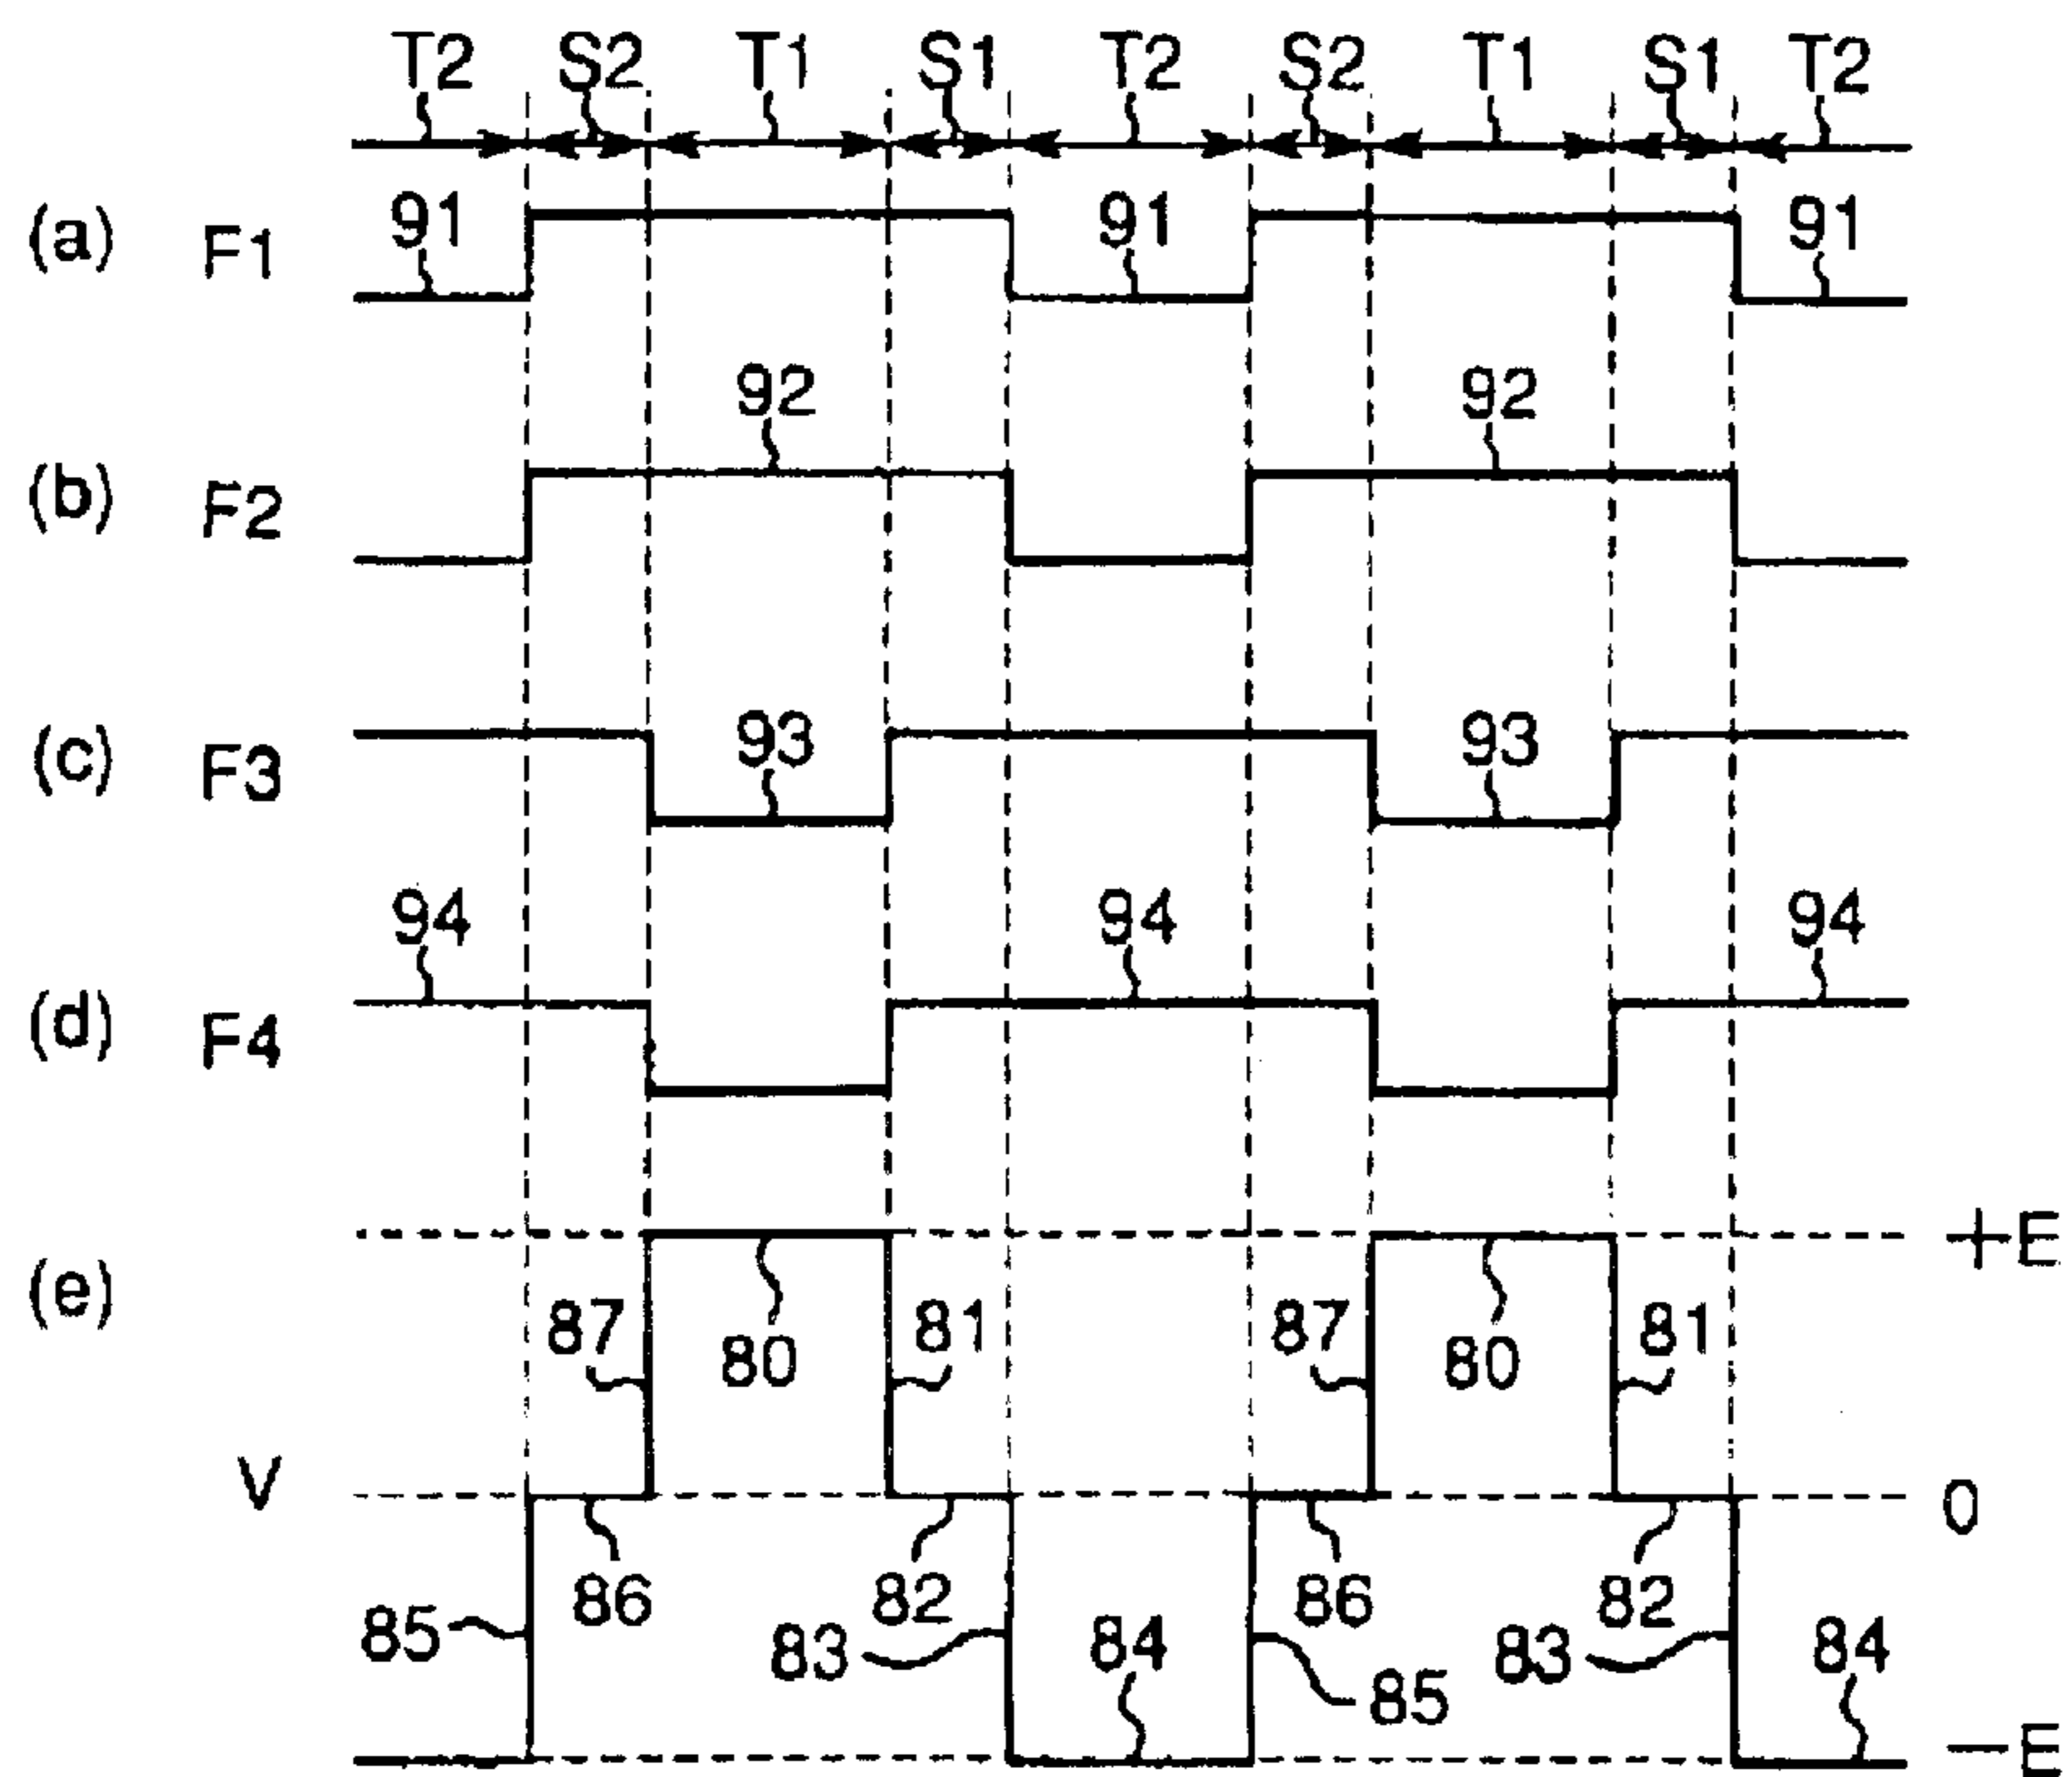 T2 S2 T1 S1 T2 S2 T1 S1 T2
(a) F1 91 91 91
(b) F2 92 92
(c) F3 93 93
(d) F4 94 94 94
(e) +E
87 80 81 87 80 81
V 0
85 86 83 82 84 86 85 83 82 84
−E